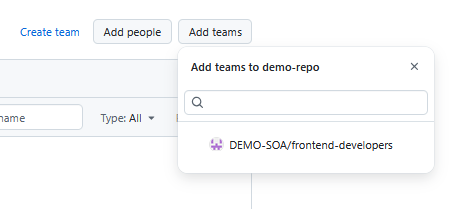 Create team
Add people
Add teams
Add teams to demo-repo
name
Type: All
DEMO-SOA/frontend-developers